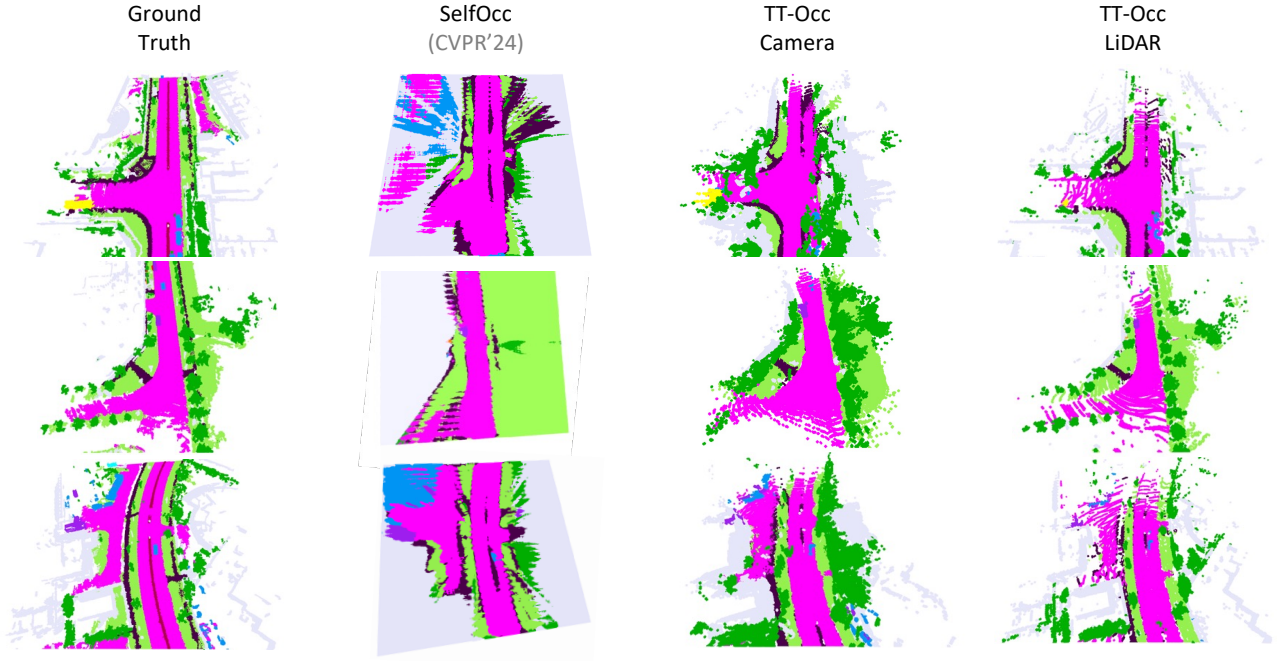 Ground
Truth
SelfOcc
(CVPR'24)
TT-Occ
Camera
TT-Occ
LiDAR